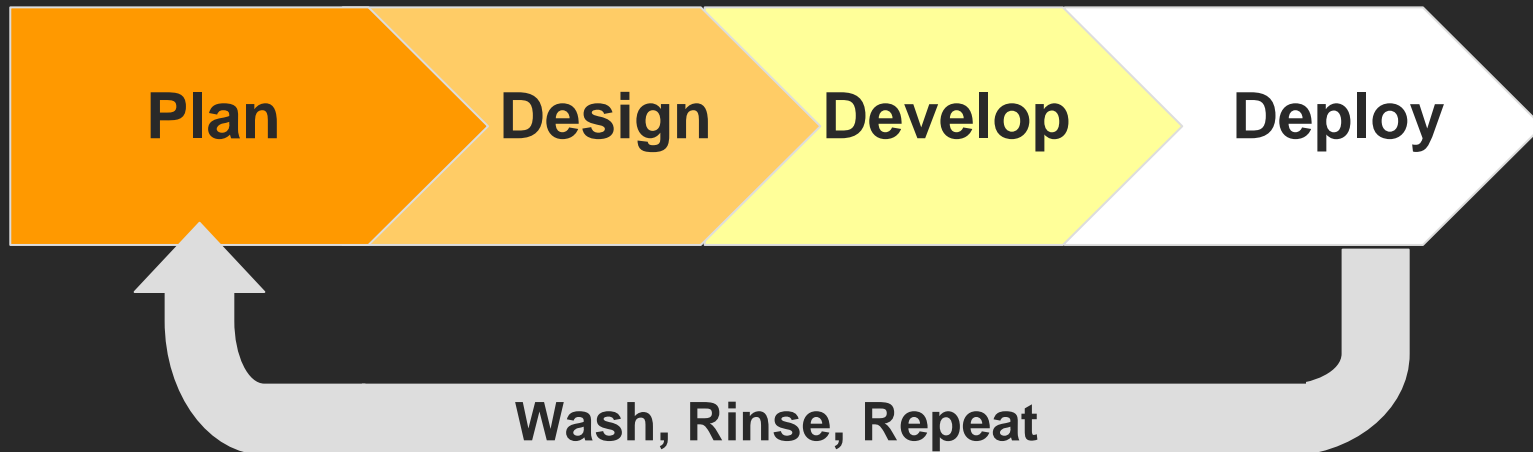 Plan
Design
Develop
Deploy
Wash, Rinse, Repeat